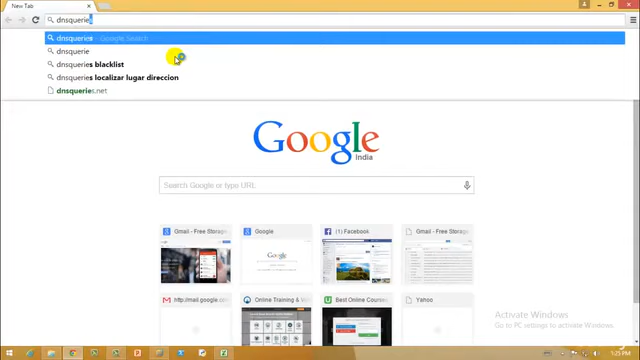 New Tab
dnsqueries
dnsqueries - Google Search
dnsquerie
dnsqueries blacklist
dnsqueries localizar lugar direccion
dnsqueries.net
Google
India
Search Google or type URL
Gmail - Free Storage
Google
(1) Facebook
Gmail - Free Storage
http://mail.google.com
Online Training &
Best Online Course
Yahoo
Activate Windows
Go to PC settings to activate Windows.
1:25 PM